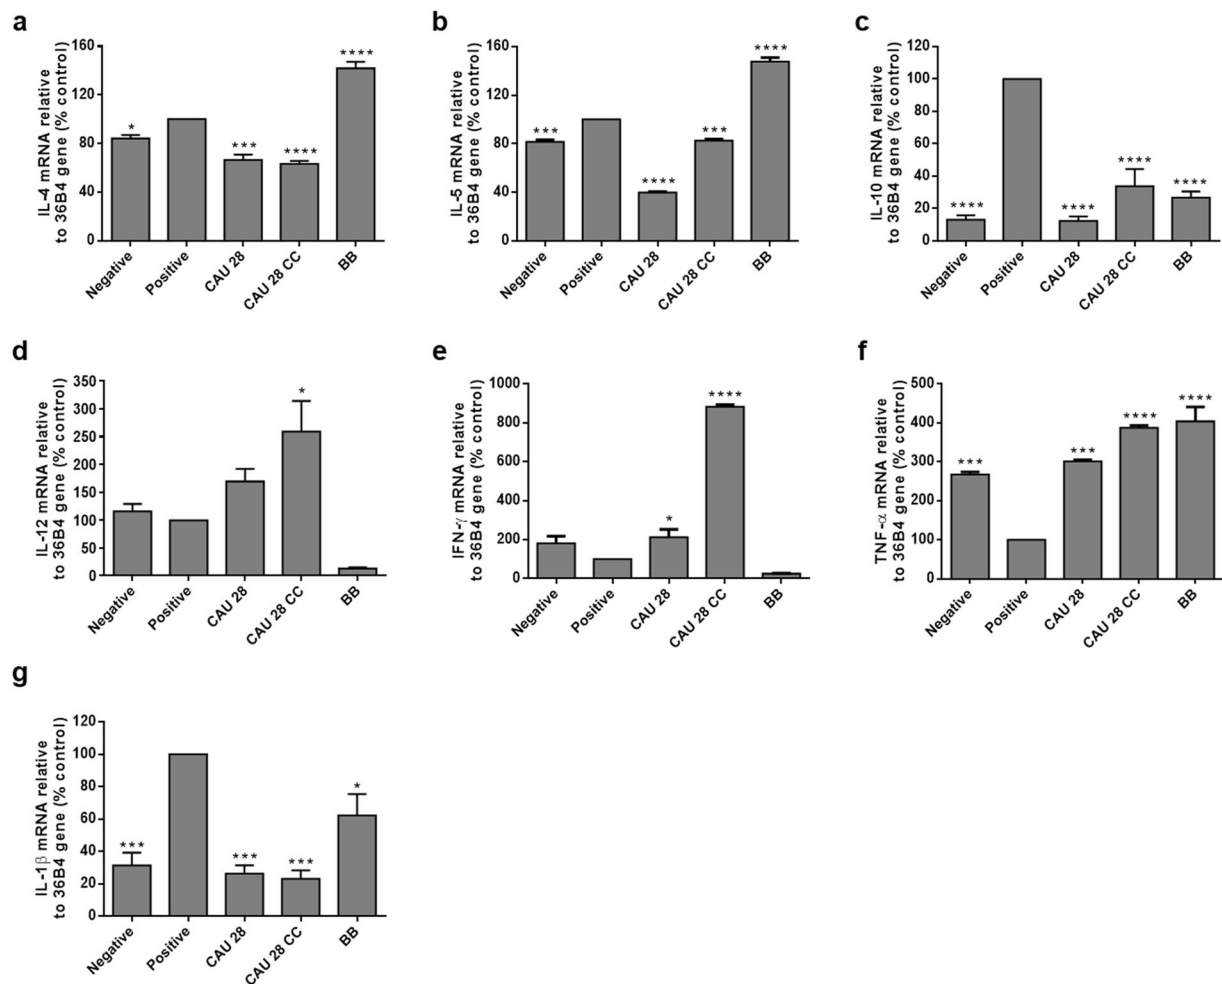 a
IL-4 mRNA relative
to 36B4 gene (% control)
160
120
80
40
0
*
***
****
****
Negative
Positive
CAU 28
CAU 28 CC
BB
b
IL-5 mRNA relative
to 36B4 gene (% control)
160
120
80
40
0
***
****
***
****
Negative
Positive
CAU 28
CAU 28 CC
BB
c
IL-10 mRNA relative
to 36B4 gene (% control)
120
100
80
60
40
20
0
****
****
****
****
Negative
Positive
CAU 28
CAU 28 CC
BB
d
IL-12 mRNA relative
to 36B4 gene (% control)
350
300
250
200
150
100
50
0
*
Negative
Positive
CAU 28
CAU 28 CC
BB
e
IFN-γ mRNA relative
to 36B4 gene (% control)
1000
800
600
400
200
0
*
****
Negative
Positive
CAU 28
CAU 28 CC
BB
f
TNF-α mRNA relative
to 36B4 gene (% control)
500
400
300
200
100
0
***
***
****
****
Negative
Positive
CAU 28
CAU 28 CC
BB
g
IL-1β mRNA relative
to 36B4 gene (% control)
120
100
80
60
40
20
0
***
***
***
*
Negative
Positive
CAU 28
CAU 28 CC
BB